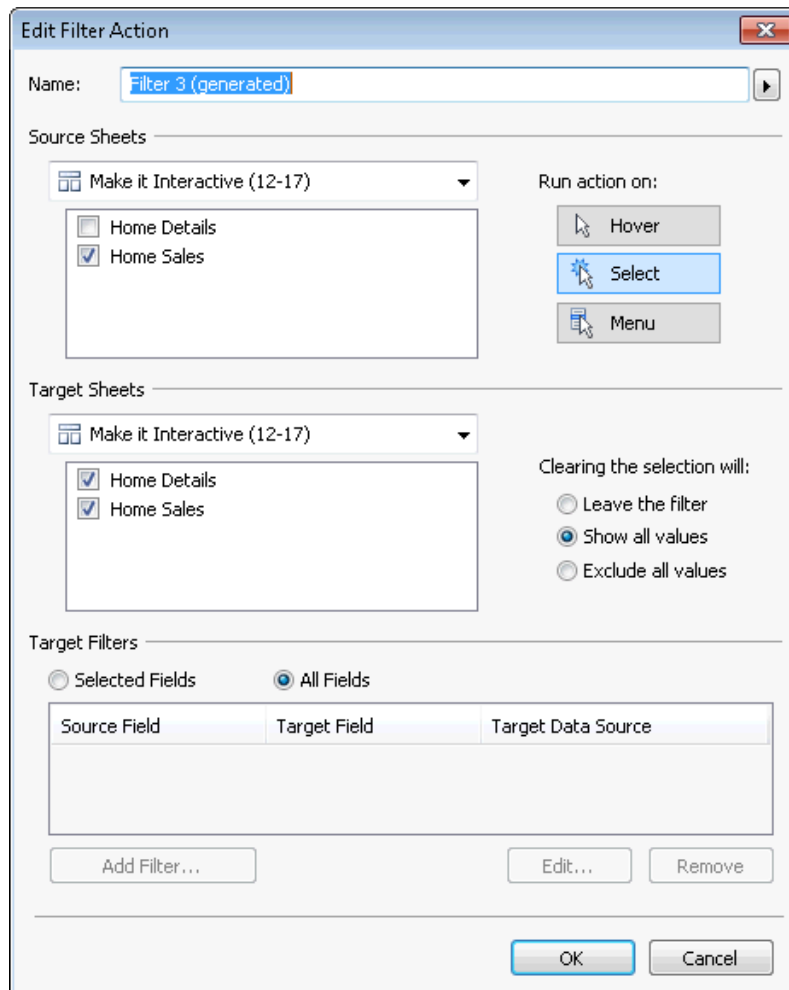 Edit Filter Action
Name: Filter 3 (generated)
Source Sheets
Make it Interactive (12-17)
Run action on:
Home Details
Home Sales
Hover
Select
Menu
Target Sheets
Make it Interactive (12-17)
Home Details
Home Sales
Clearing the selection will:
Leave the filter
Show all values
Exclude all values
Target Filters
Selected Fields All Fields
Source Field Target Field Target Data Source
Add Filter... Edit... Remove
OK Cancel